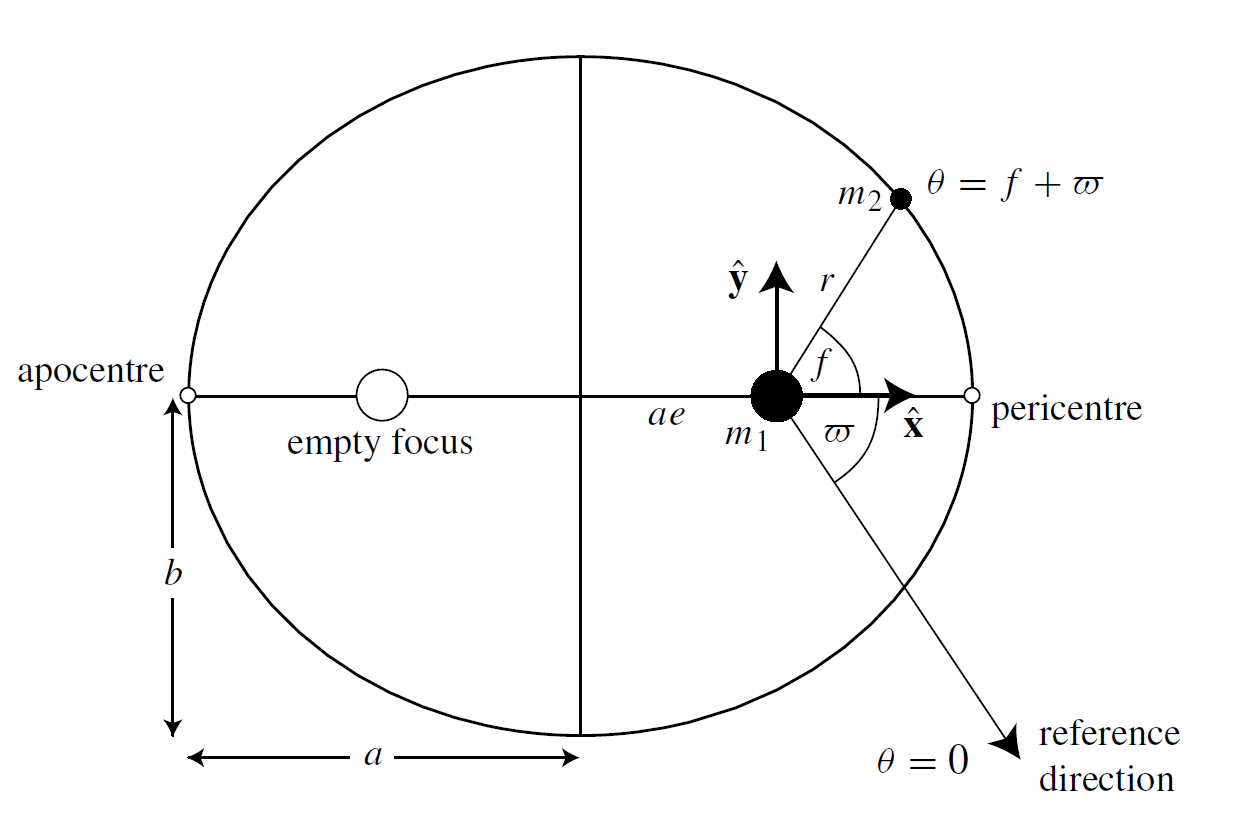 m₂
θ = f + ϖ
ŷ
r
f
apocentre
ae
m₁
ϖ
x̂
pericentre
empty focus
b
a
θ = 0
reference
direction